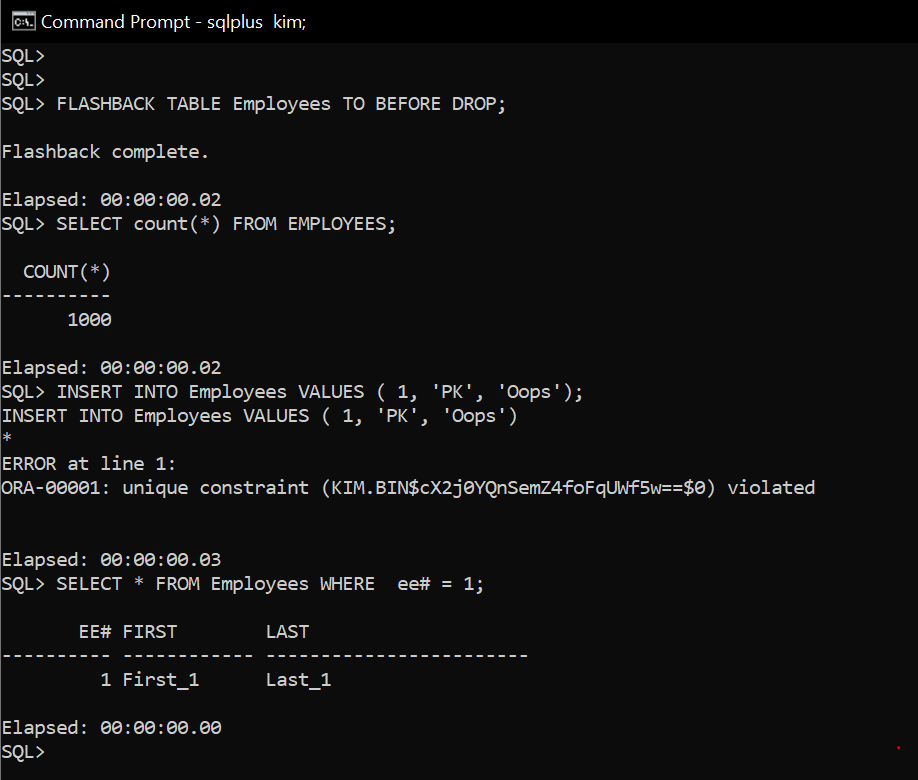 Command Prompt - sqlplus  kim;
SQL>
SQL>
SQL> FLASHBACK TABLE Employees TO BEFORE DROP;
Flashback complete.
Elapsed: 00:00:00.02
SQL> SELECT count(*) FROM EMPLOYEES;
  COUNT(*)
----------
      1000
Elapsed: 00:00:00.02
SQL> INSERT INTO Employees VALUES ( 1, 'PK', 'Oops');
INSERT INTO Employees VALUES ( 1, 'PK', 'Oops')
*
ERROR at line 1:
ORA-00001: unique constraint (KIM.BIN$cX2j0YQnSemZ4foFqUWf5w==$0) violated
Elapsed: 00:00:00.03
SQL> SELECT * FROM Employees WHERE  ee# = 1;
       EE# FIRST        LAST
---------- ------------ ------------------------
         1 First_1      Last_1
Elapsed: 00:00:00.00
SQL>